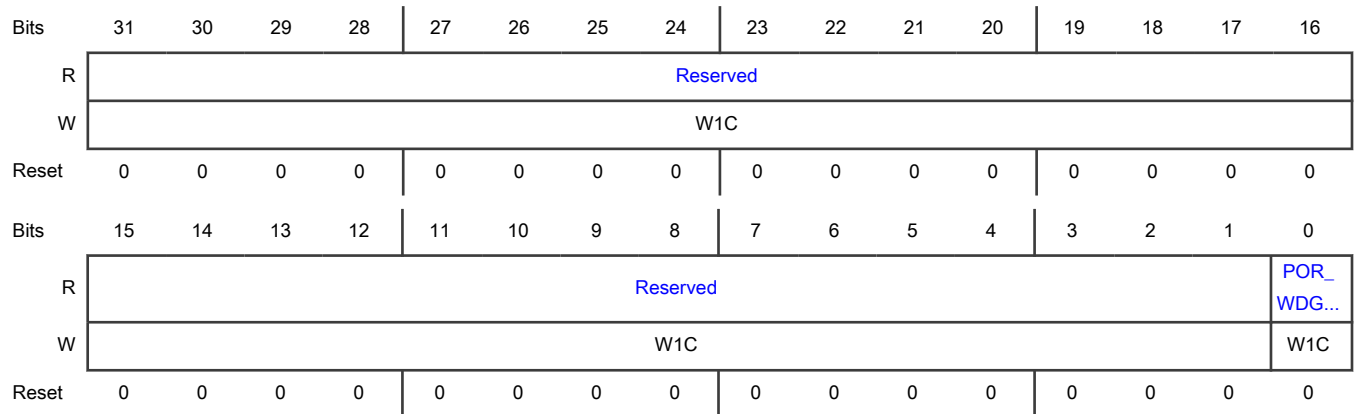 Bits 31 30 29 28 27 26 25 24 23 22 21 20 19 18 17 16
R Reserved
W W1C
Reset 0 0 0 0 0 0 0 0 0 0 0 0 0 0 0 0
Bits 15 14 13 12 11 10 9 8 7 6 5 4 3 2 1 0
R Reserved POR_
WDG...
W W1C W1C
Reset 0 0 0 0 0 0 0 0 0 0 0 0 0 0 0 0